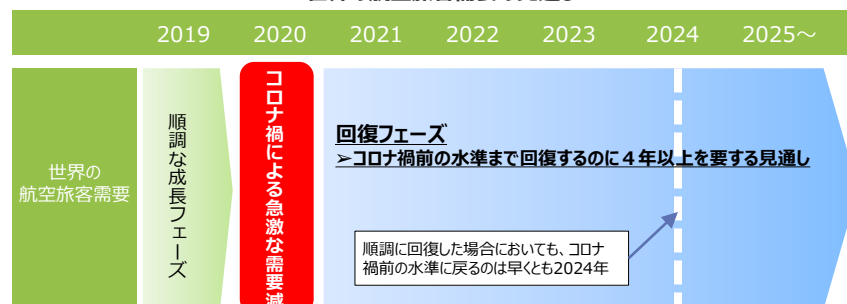 2019 2020 2021 2022 2023 2024 2025～
世界の
航空旅客需要
順調な成長フェーズ
コロナ禍による急激な需要減
回復フェーズ
➢コロナ禍前の水準まで回復するのに４年以上を要する見通し
順調に回復した場合においても、コロナ
禍前の水準に戻るのは早くとも2024年